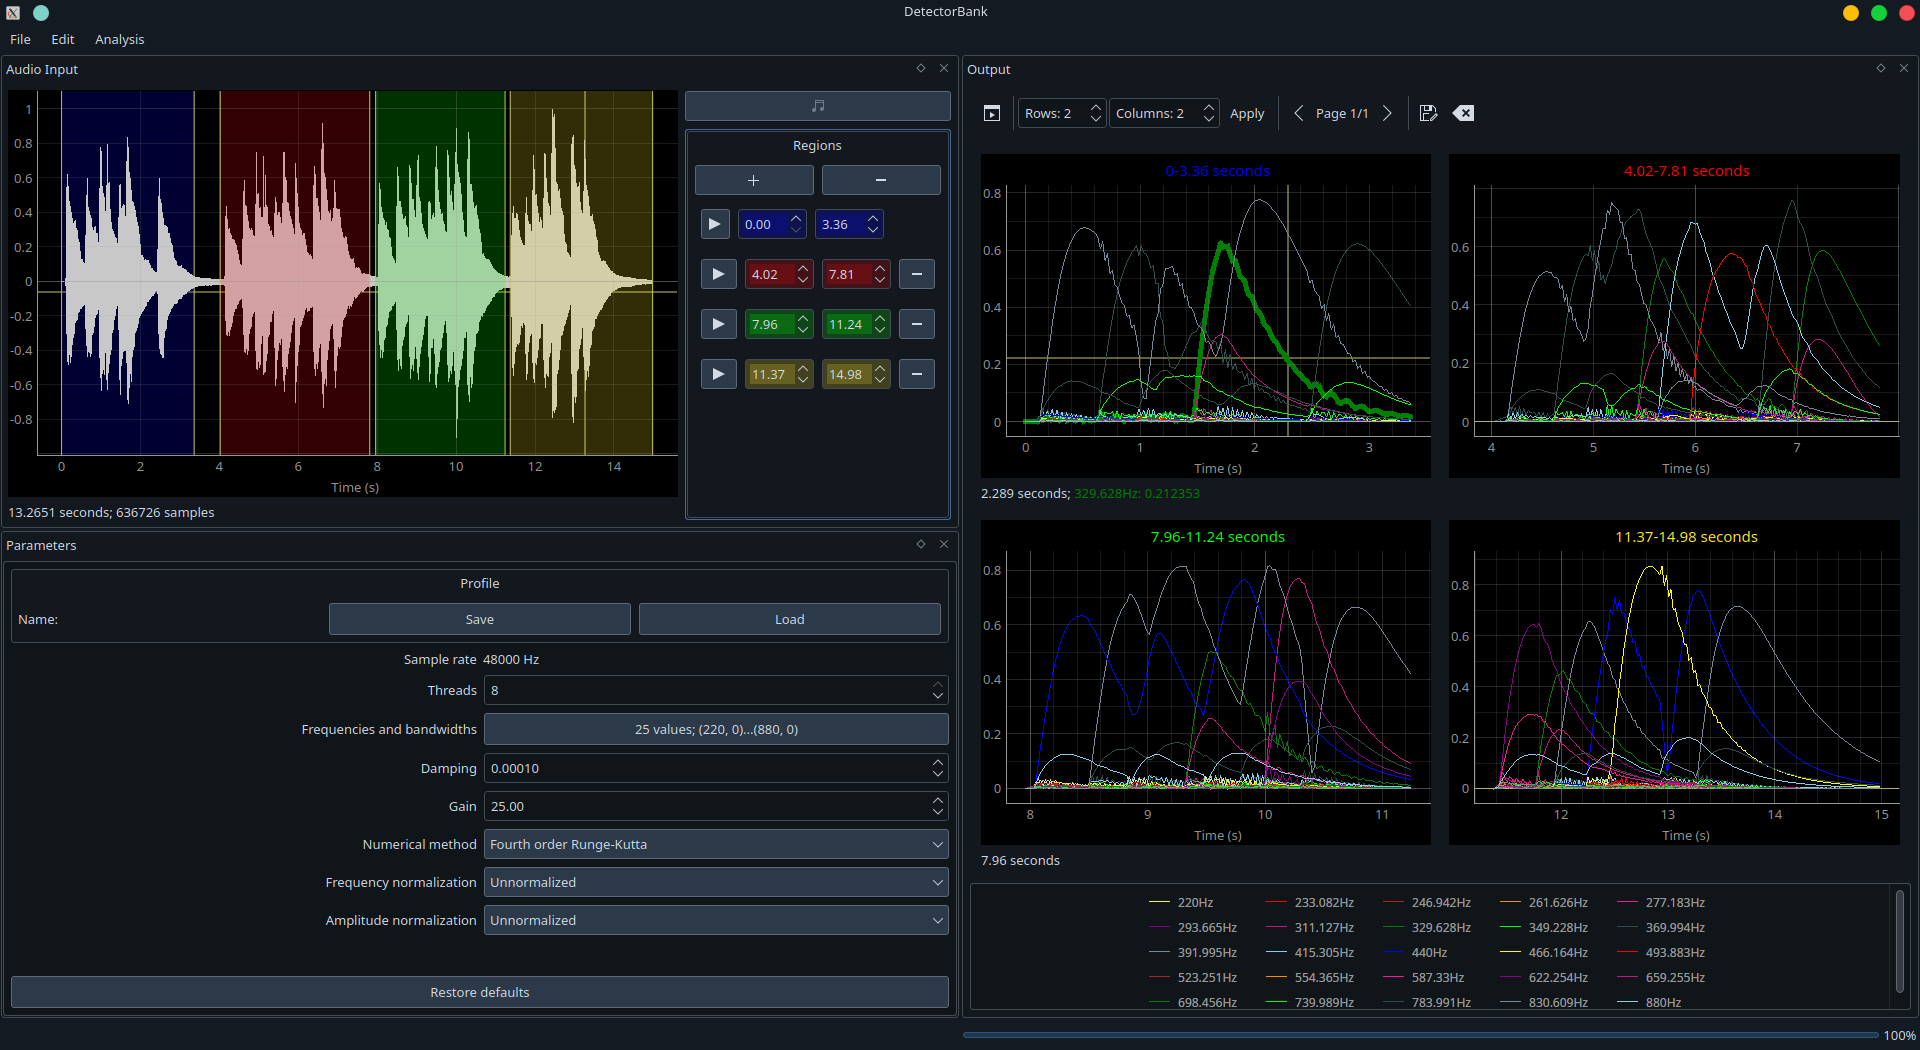 DetectorBank
File Edit Analysis
Audio Input
1
0.8
0.6
0.4
0.2
0
-0.2
-0.4
-0.6
-0.8
0 2 4 6 8 10 12 14
Time (s)
13.2651 seconds; 636726 samples
Regions
+ −
0.00 3.36
4.02 7.81 −
7.96 11.24 −
11.37 14.98 −
Parameters
Profile
Name: Save Load
Sample rate 48000 Hz
Threads 8
Frequencies and bandwidths 25 values; (220, 0)...(880, 0)
Damping 0.00010
Gain 25.00
Numerical method Fourth order Runge-Kutta
Frequency normalization Unnormalized
Amplitude normalization Unnormalized
Restore defaults
Output
Rows: 2 Columns: 2 Apply Page 1/1
0-3.36 seconds
0.8
0.6
0.4
0.2
0
0 1 2 3
Time (s)
2.289 seconds; 329.628Hz: 0.212353
4.02-7.81 seconds
0.6
0.4
0.2
0
4 5 6 7
Time (s)
7.96-11.24 seconds
0.8
0.6
0.4
0.2
0
8 9 10 11
Time (s)
7.96 seconds
11.37-14.98 seconds
0.8
0.6
0.4
0.2
0
12 13 14 15
Time (s)
220Hz 233.082Hz 246.942Hz 261.626Hz 277.183Hz
293.665Hz 311.127Hz 329.628Hz 349.228Hz 369.994Hz
391.995Hz 415.305Hz 440Hz 466.164Hz 493.883Hz
523.251Hz 554.365Hz 587.33Hz 622.254Hz 659.255Hz
698.456Hz 739.989Hz 783.991Hz 830.609Hz 880Hz
100%